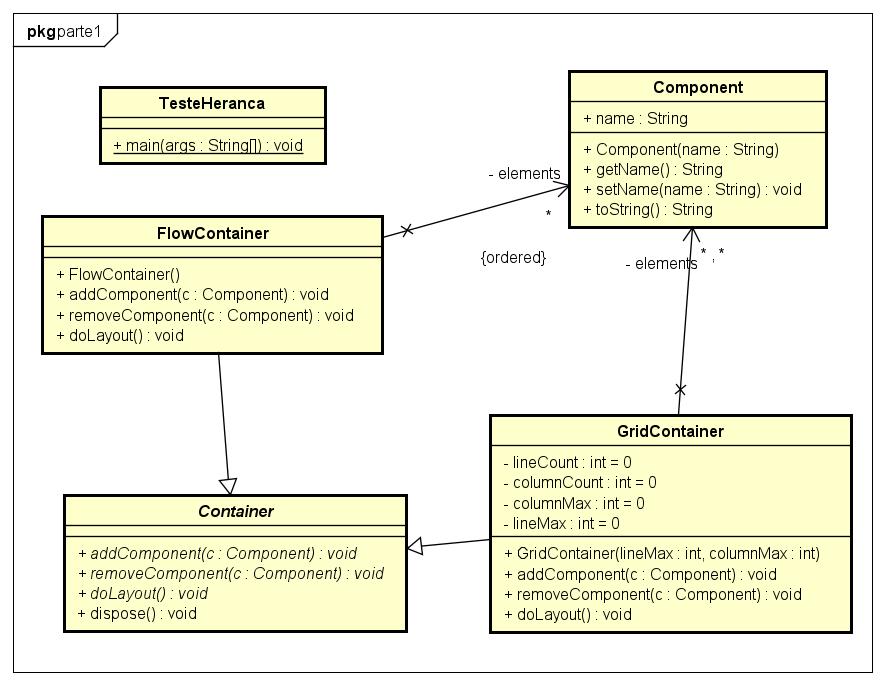 pkg parte1
TesteHeranca
+ main(args : String[]) : void
Component
+ name : String
+ Component(name : String)
+ getName() : String
+ setName(name : String) : void
+ toString() : String
- elements
*
{ordered}
- elements
* , *
FlowContainer
+ FlowContainer()
+ addComponent(c : Component) : void
+ removeComponent(c : Component) : void
+ doLayout() : void
Container
+ addComponent(c : Component) : void
+ removeComponent(c : Component) : void
+ doLayout() : void
+ dispose() : void
GridContainer
- lineCount : int = 0
- columnCount : int = 0
- columnMax : int = 0
- lineMax : int = 0
+ GridContainer(lineMax : int, columnMax : int)
+ addComponent(c : Component) : void
+ removeComponent(c : Component) : void
+ doLayout() : void